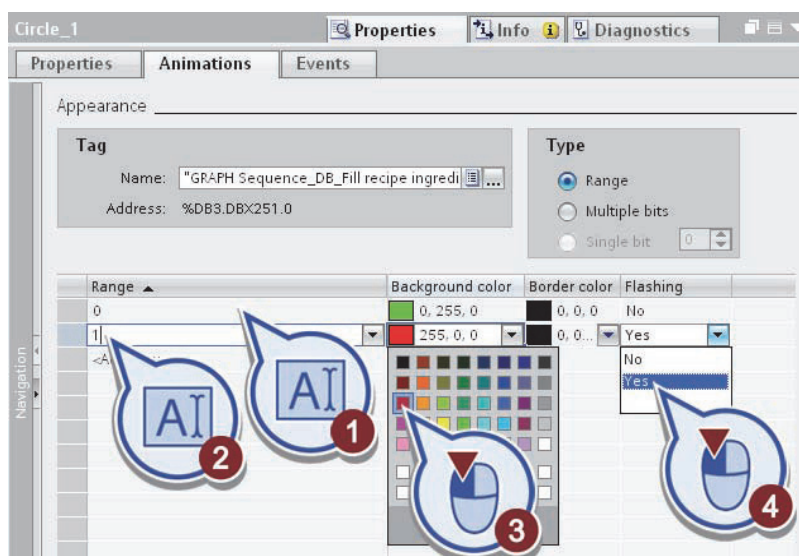 Circle_1
Properties
Info
Diagnostics
Properties
Animations
Events
Appearance
Tag
Name:
"GRAPH Sequence_DB_Fill recipe ingredi
...
Address:
%DB3.DBX251.0
Type
Range
Multiple bits
Single bit
0
Range
Background color
Border color
Flashing
0
0, 255, 0
0, 0, 0
No
1
255, 0, 0
0, 0...
Yes
No
Yes
Navigation
A
2
A
1
3
4